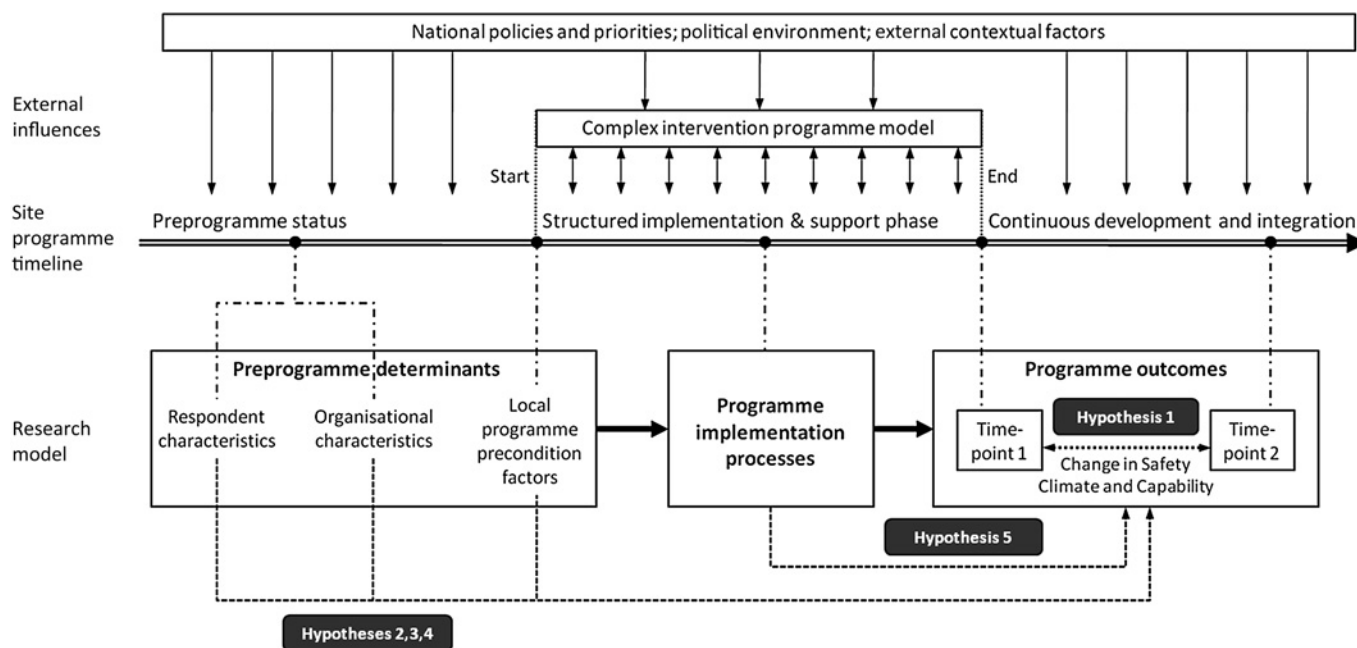 National policies and priorities; political environment; external contextual factors
External
influences
Complex intervention programme model
Start
End
Site
programme
timeline
Preprogramme status
Structured implementation & support phase
Continuous development and integration
Research
model
Preprogramme determinants
Respondent
characteristics
Organisational
characteristics
Local
programme
precondition
factors
Programme
implementation
processes
Programme outcomes
Hypothesis 1
Time-
point 1
Time-
point 2
Change in Safety
Climate and Capability
Hypothesis 5
Hypotheses 2,3,4